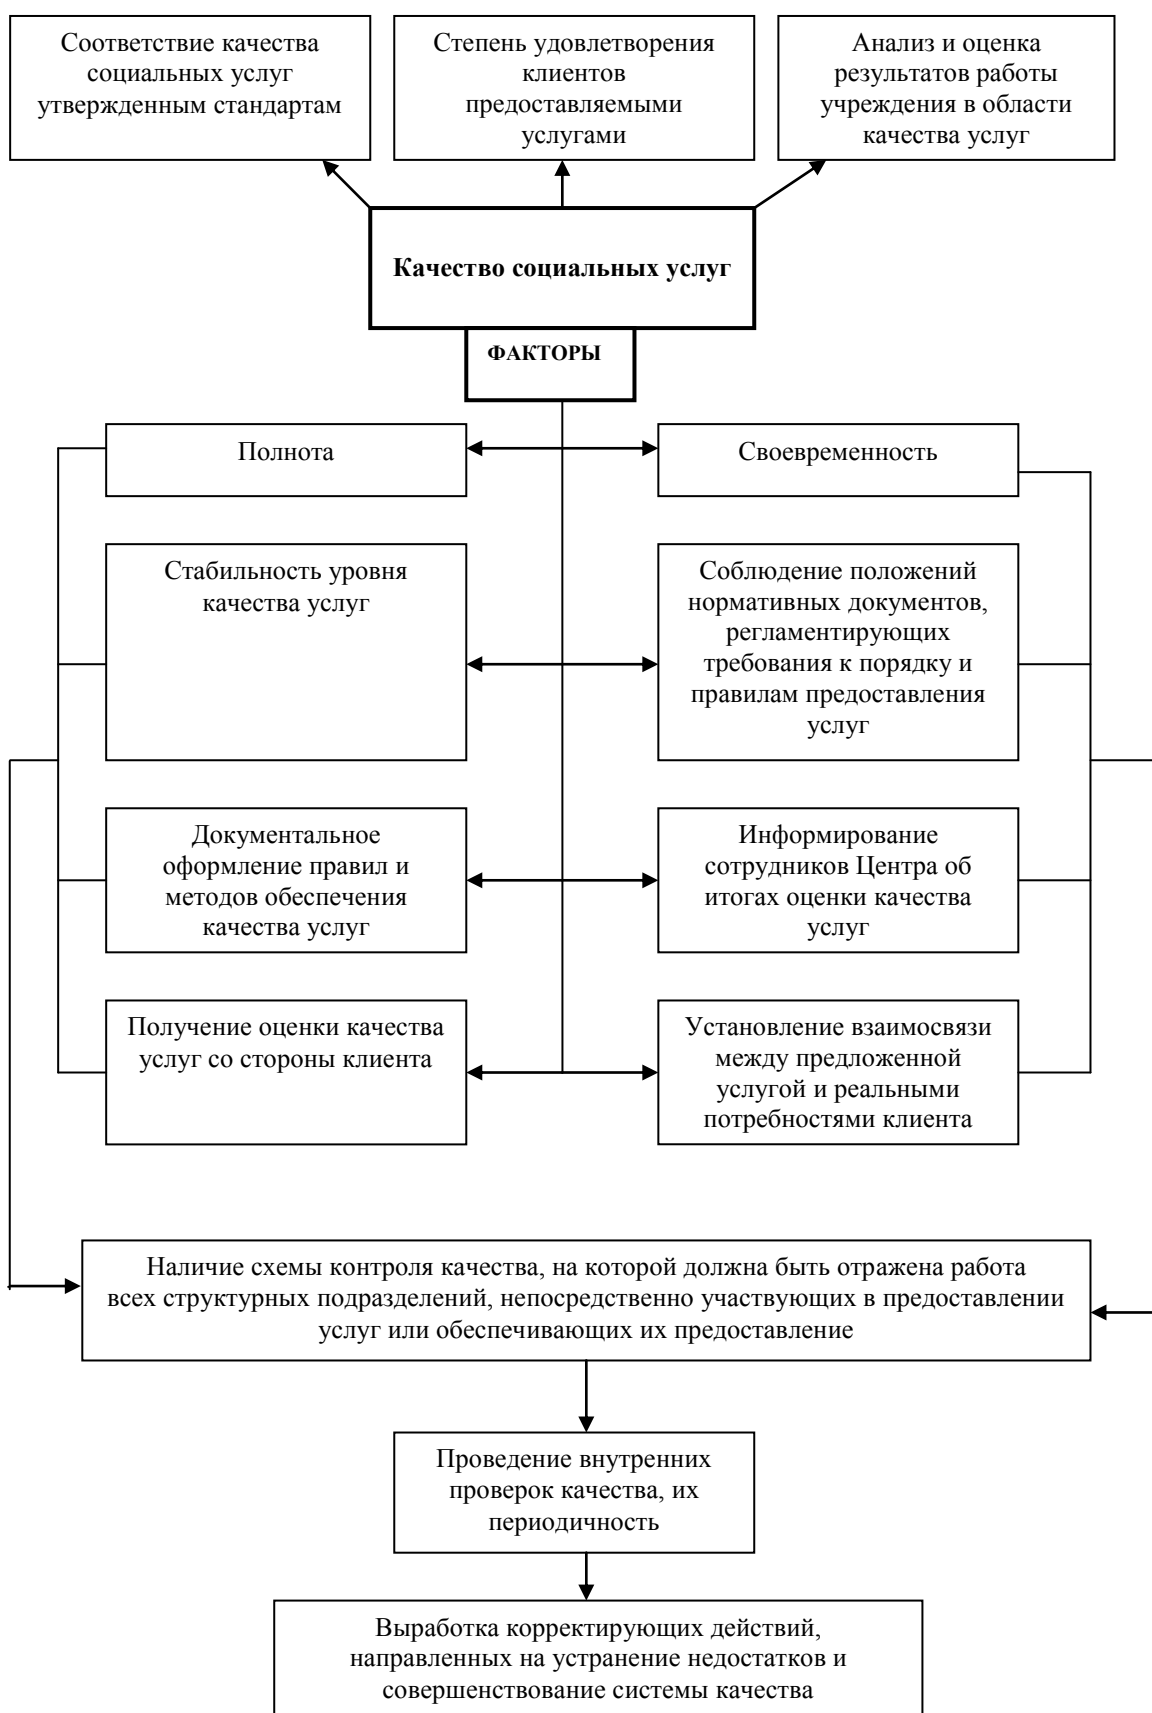 Соответствие качества
социальных услуг
утвержденным стандартам
Степень удовлетворения
клиентов
предоставляемыми
услугами
Анализ и оценка
результатов работы
учреждения в области
качества услуг
Качество социальных услуг
ФАКТОРЫ
Полнота
Своевременность
Стабильность уровня
качества услуг
Соблюдение положений
нормативных документов,
регламентирующих
требования к порядку и
правилам предоставления
услуг
Документальное
оформление правил и
методов обеспечения
качества услуг
Информирование
сотрудников Центра об
итогах оценки качества
услуг
Получение оценки качества
услуг со стороны клиента
Установление взаимосвязи
между предложенной
услугой и реальными
потребностями клиента
Наличие схемы контроля качества, на которой должна быть отражена работа
всех структурных подразделений, непосредственно участвующих в предоставлении
услуг или обеспечивающих их предоставление
Проведение внутренних
проверок качества, их
периодичность
Выработка корректирующих действий,
направленных на устранение недостатков и
совершенствование системы качества